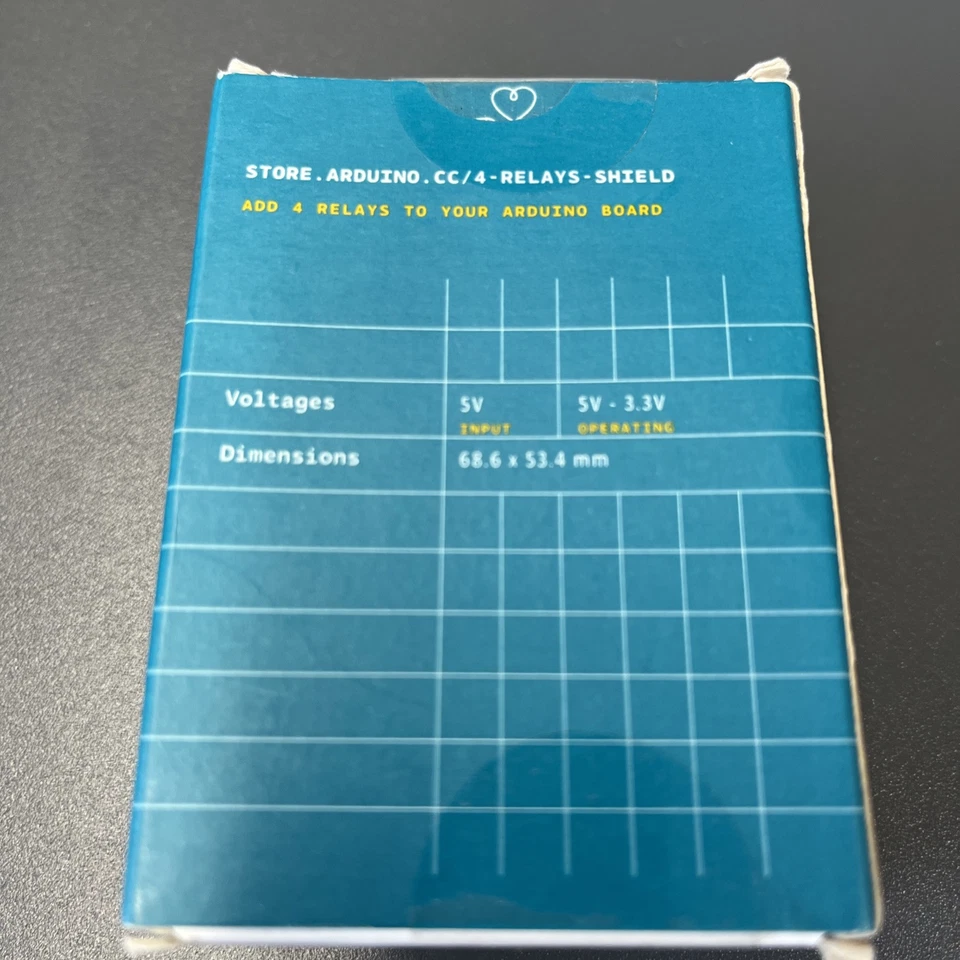 STORE.ARDUINO.CC/4-RELAYS-SHIELD
ADD 4 RELAYS TO YOUR ARDUINO BOARD
Voltages 5V 5V - 3.3V
INPUT OPERATING
Dimensions 68.6 x 53.4 mm